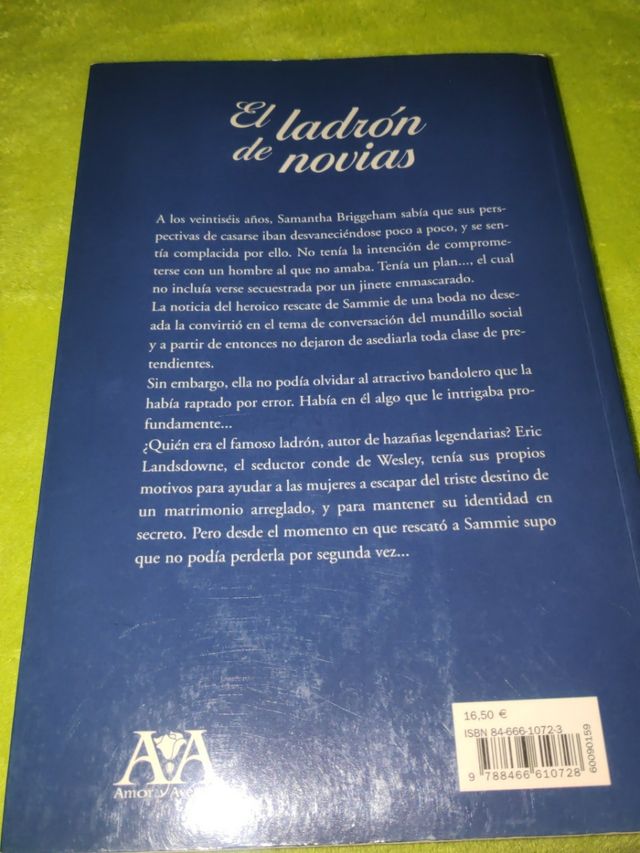 El ladrón
de novias
A los veintiséis años, Samantha Briggeham sabía que sus pers-
pectivas de casarse iban desvaneciéndose poco a poco, y se sen-
tía complacida por ello. No tenía la intención de comprome-
terse con un hombre al que no amaba. Tenía un plan..., el cual
no incluía verse secuestrada por un jinete enmascarado.
La noticia del heroico rescate de Sammie de una boda no dese-
ada la convirtió en el tema de conversación del mundillo social
y a partir de entonces no dejaron de asediarla toda clase de pre-
tendientes.
Sin embargo, ella no podía olvidar al atractivo bandolero que la
había raptado por error. Había en él algo que le intrigaba pro-
fundamente...
¿Quién era el famoso ladrón, autor de hazañas legendarias? Eric
Landsdowne, el seductor conde de Wesley, tenía sus propios
motivos para ayudar a las mujeres a escapar del triste destino de
un matrimonio arreglado, y para mantener su identidad en
secreto. Pero desde el momento en que rescató a Sammie supo
que no podía perderla por segunda vez...
AA
Amor y
16,50 €
ISBN 84-666-1072-3
9 788466 610728
60090159